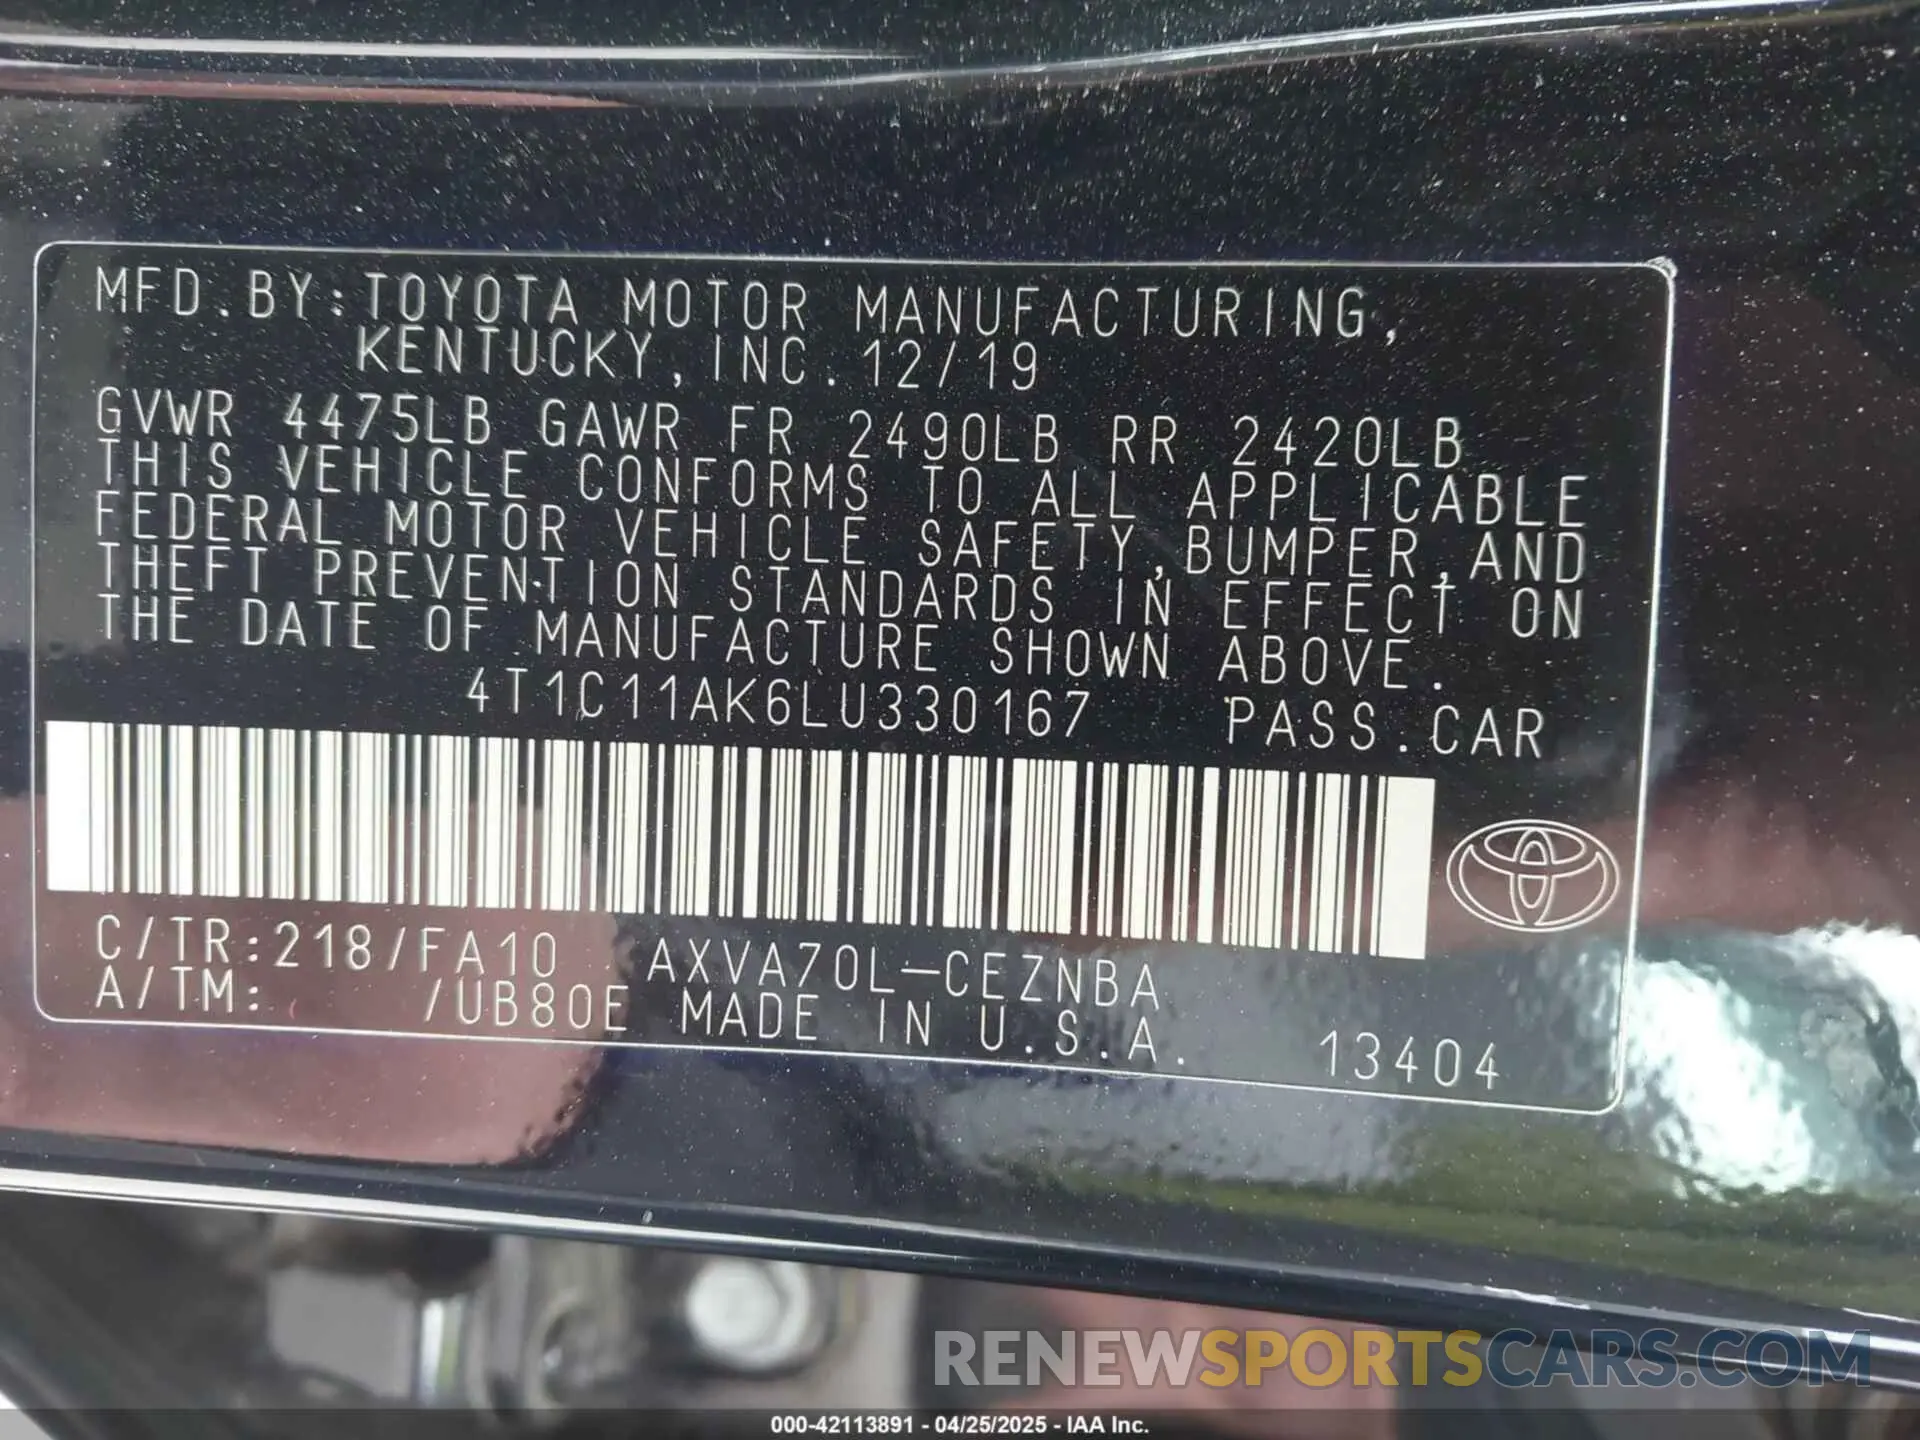 MFD.BY:TOYOTA MOTOR MANUFACTURING,
KENTUCKY, INC. 12/19
GVWR 4475LB GAWR FR 2490LB RR 2420LB
THIS VEHICLE CONFORMS TO ALL APPLICABLE
FEDERAL MOTOR VEHICLE SAFETY,BUMPER,AND
THEFT PREVENTION STANDARDS IN EFFECT ON
THE DATE OF MANUFACTURE SHOWN ABOVE.
4T1C11AK6LU330167 PASS.CAR
C/TR:218/FA10 AXVA70L-CEZNBA
A/TM: /UB80E MADE IN U.S.A. 13404
RENEWSPORTSCARS.COM
000-42113891 - 04/25/2025 - IAA Inc.